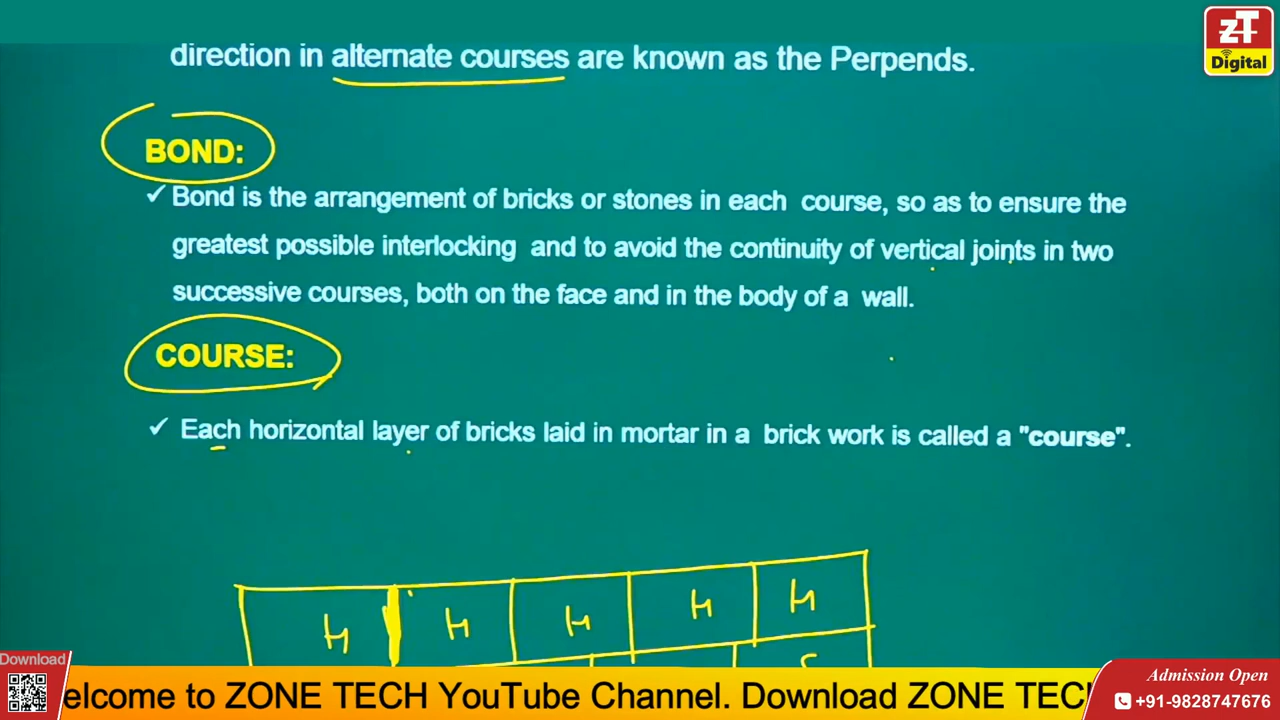 zT
Digital
direction in alternate courses are known as the Perpends.
BOND:
✓ Bond is the arrangement of bricks or stones in each course, so as to ensure the
greatest possible interlocking and to avoid the continuity of vertical joints in two
successive courses, both on the face and in the body of a wall.
COURSE:
✓ Each horizontal layer of bricks laid in mortar in a brick work is called a "course".
H H H H H
Download
elcome to ZONE TECH YouTube Channel. Download ZONE TEC
Admission Open
+91-9828747676